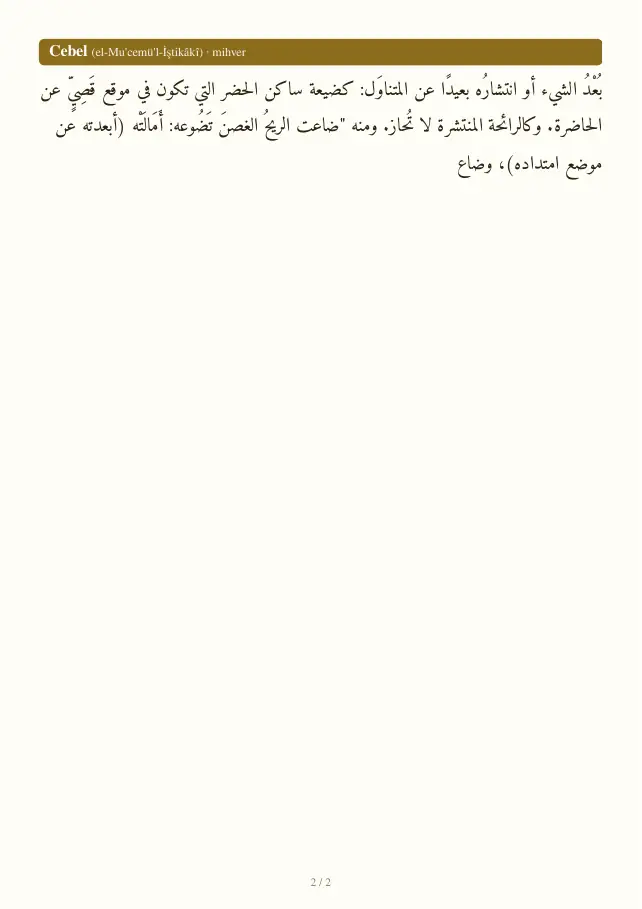 Cebel (el-Mu'cemü'l-İştikâkî) · mihver
بُعْدُ الشيء أو انتشارُه بعيدًا عن المتناوَل: كضيعة ساكن الحضر التي تكون في موقع قَصِيٍّ عن
الحاضرة. وكالرائحة المنتشرة لا تُحاز. ومنه "ضاعت الريحُ الغصنَ تَضُوعه: أَمَالَتْه (أبعدته عن
موضع امتداده)، وضاع
2 / 2